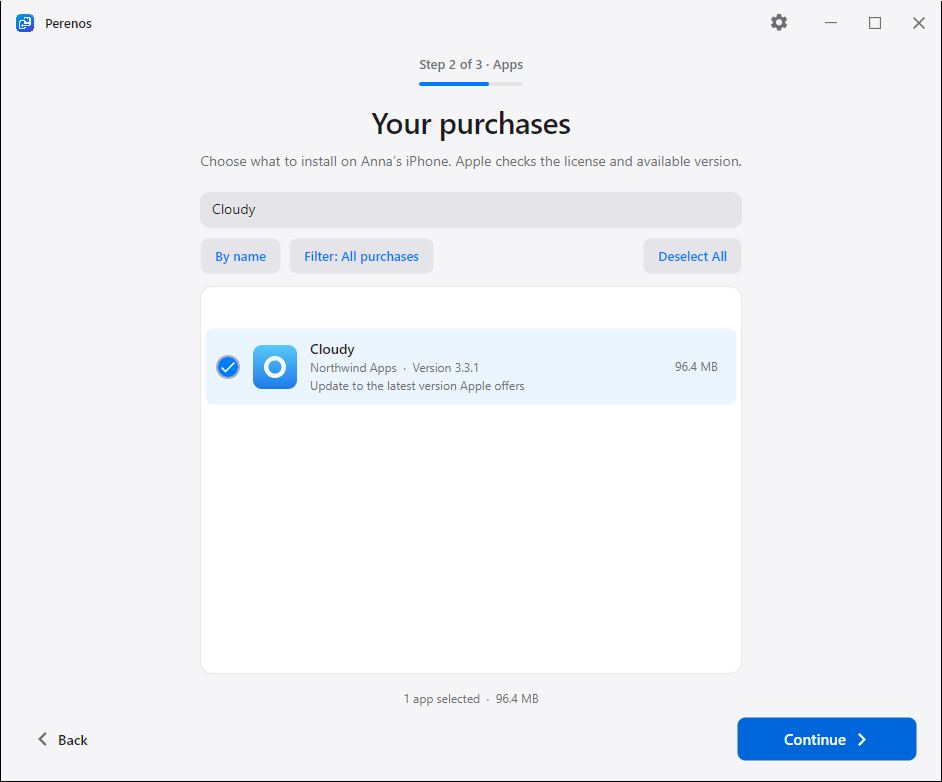 Perenos
Step 2 of 3 · Apps
Your purchases
Choose what to install on Anna's iPhone. Apple checks the license and available version.
Cloudy
By name
Filter: All purchases
Deselect All
Cloudy
Northwind Apps · Version 3.3.1
96.4 MB
Update to the latest version Apple offers
1 app selected · 96.4 MB
Back
Continue